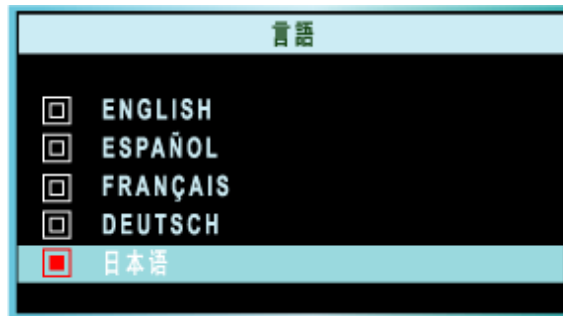 言語
ENGLISH
ESPAÑOL
FRANÇAIS
DEUTSCH
日本语